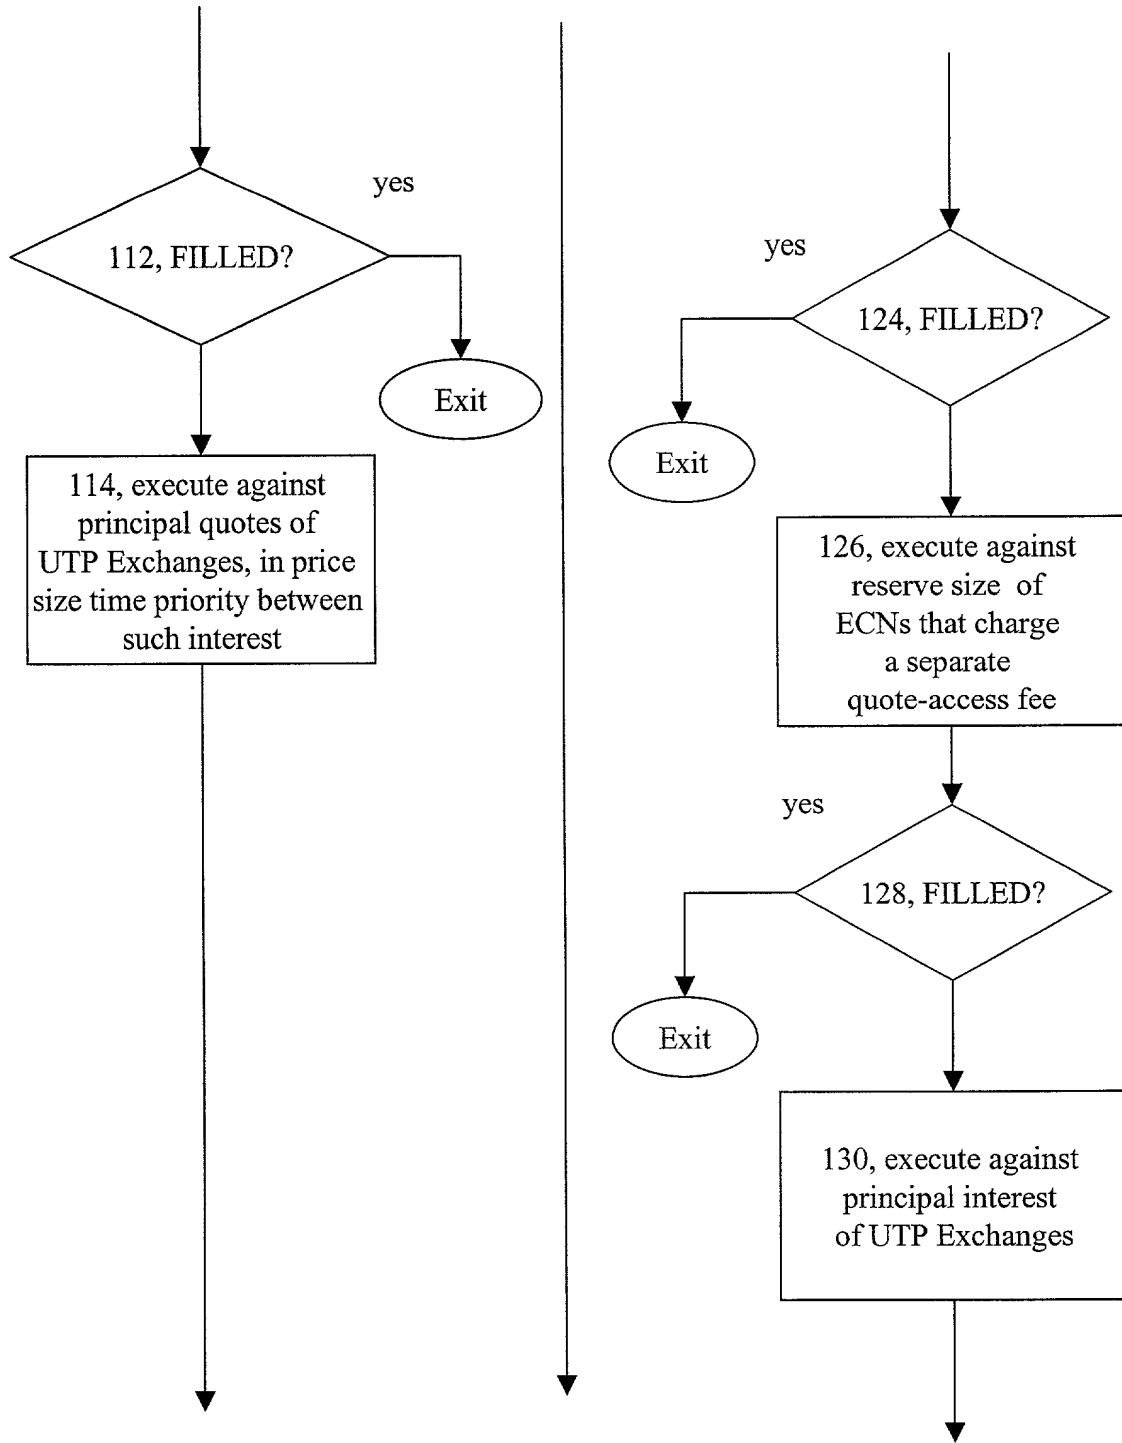 yes
112, FILLED?
Exit
114, execute against
principal quotes of
UTP Exchanges, in price
size time priority between
such interest
yes
124, FILLED?
Exit
126, execute against
reserve size of
ECNs that charge
a separate
quote-access fee
yes
128, FILLED?
Exit
130, execute against
principal interest
of UTP Exchanges